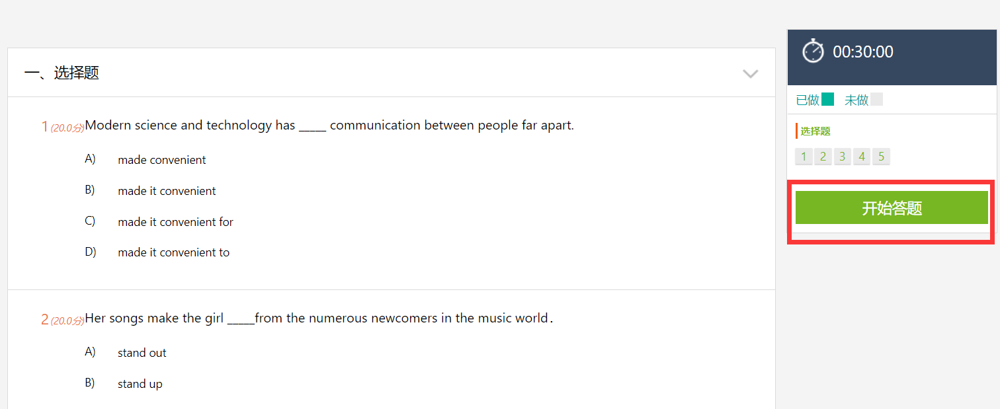 00:30:00
一、选择题
已做 未做
1 (20.0分)Modern science and technology has _____ communication between people far apart.
选择题
A) made convenient
1 2 3 4 5
B) made it convenient
开始答题
C) made it convenient for
D) made it convenient to
2 (20.0分)Her songs make the girl _____from the numerous newcomers in the music world.
A) stand out
B) stand up